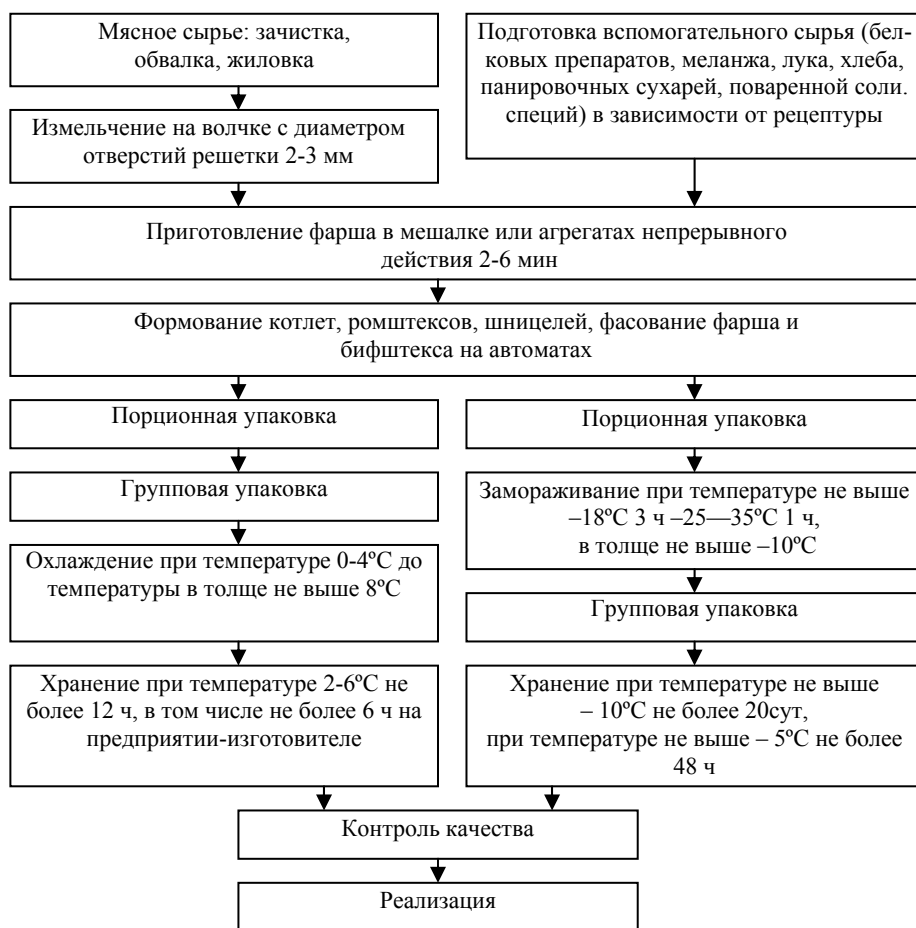 Мясное сырье: зачистка,
обвалка, жиловка
Подготовка вспомогательного сырья (бел-
ковых препаратов, меланжа, лука, хлеба,
панировочных сухарей, поваренной соли.
специй) в зависимости от рецептуры
Измельчение на волчке с диаметром
отверстий решетки 2-3 мм
Приготовление фарша в мешалке или агрегатах непрерывного
действия 2-6 мин
Формование котлет, ромштексов, шницелей, фасование фарша и
бифштекса на автоматах
Порционная упаковка
Групповая упаковка
Охлаждение при температуре 0-4ºС до
температуры в толще не выше 8ºС
Хранение при температуре 2-6ºС не
более 12 ч, в том числе не более 6 ч на
предприятии-изготовителе
Порционная упаковка
Замораживание при температуре не выше
–18ºС 3 ч –25––35ºС 1 ч,
в толще не выше –10ºС
Групповая упаковка
Хранение при температуре не выше
– 10ºС не более 20сут,
при температуре не выше – 5ºС не более
48 ч
Контроль качества
Реализация